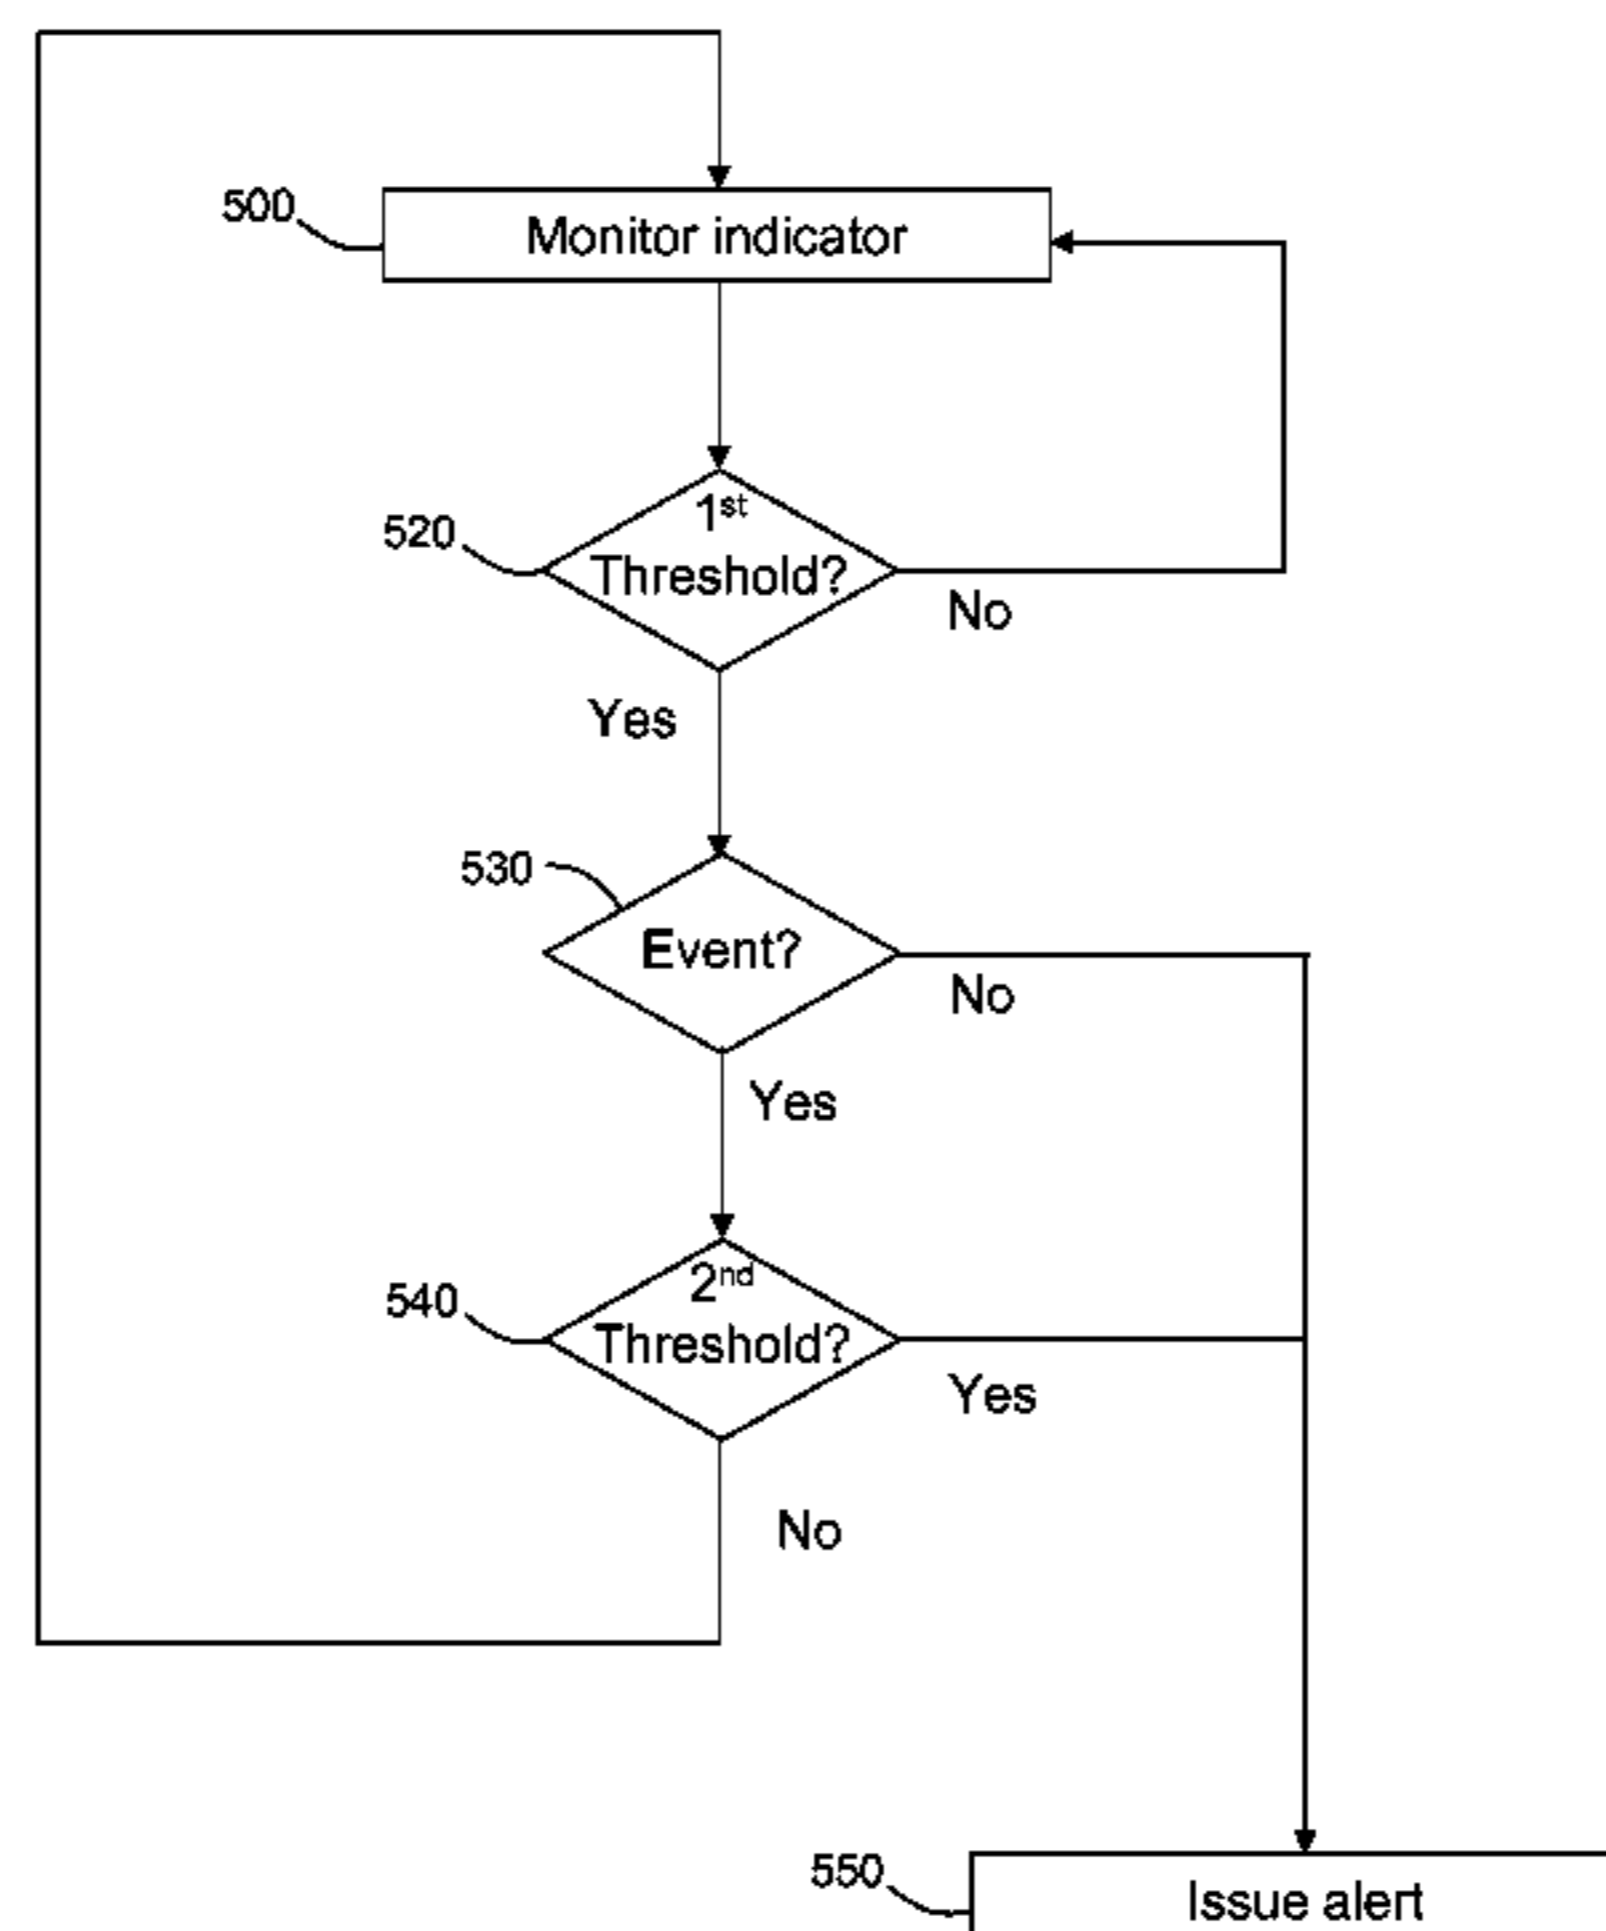 500
Monitor indicator
520
1st
Threshold?
No
Yes
530
Event?
No
Yes
540
2nd
Threshold?
Yes
No
550
Issue alert